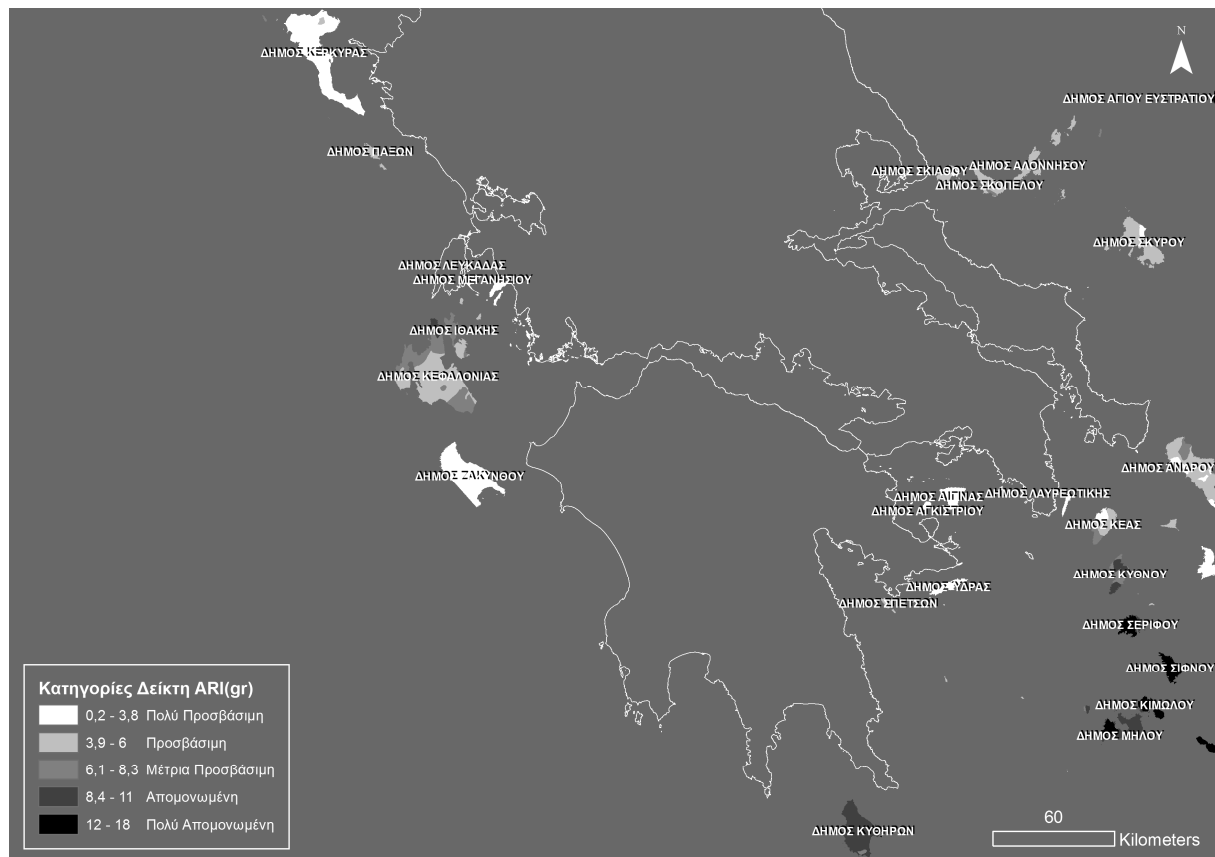 N
ΔΗΜΟΣ ΚΕΡΚΥΡΑΣ
ΔΗΜΟΣ ΑΓΙΟΥ ΕΥΣΤΡΑΤΙΟΥ
ΔΗΜΟΣ ΠΑΞΩΝ
ΔΗΜΟΣ ΑΛΟΝΝΗΣΟΥ
ΔΗΜΟΣ ΣΚΙΑΘΟΥ
ΔΗΜΟΣ ΣΚΟΠΕΛΟΥ
ΔΗΜΟΣ ΣΚΥΡΟΥ
ΔΗΜΟΣ ΛΕΥΚΑΔΑΣ
ΔΗΜΟΣ ΜΕΓΑΝΗΣΙΟΥ
ΔΗΜΟΣ ΙΘΑΚΗΣ
ΔΗΜΟΣ ΚΕΦΑΛΟΝΙΑΣ
ΔΗΜΟΣ ΖΑΚΥΝΘΟΥ
ΔΗΜΟΣ ΑΝΔΡΟΥ
ΔΗΜΟΣ ΑΙΓΙΝΑΣ
ΔΗΜΟΣ ΛΑΥΡΕΩΤΙΚΗΣ
ΔΗΜΟΣ ΑΓΚΙΣΤΡΙΟΥ
ΔΗΜΟΣ ΚΕΑΣ
ΔΗΜΟΣ ΚΥΘΝΟΥ
ΔΗΜΟΣ ΥΔΡΑΣ
ΔΗΜΟΣ ΣΠΕΤΣΩΝ
ΔΗΜΟΣ ΣΕΡΙΦΟΥ
ΔΗΜΟΣ ΣΙΦΝΟΥ
ΔΗΜΟΣ ΚΙΜΩΛΟΥ
ΔΗΜΟΣ ΜΗΛΟΥ
ΔΗΜΟΣ ΚΥΘΗΡΩΝ
Κατηγορίες Δείκτη ARI(gr)
0,2 - 3,8 Πολύ Προσβάσιμη
3,9 - 6 Προσβάσιμη
6,1 - 8,3 Μέτρια Προσβάσιμη
8,4 - 11 Απομονωμένη
12 - 18 Πολύ Απομονωμένη
60
Kilometers